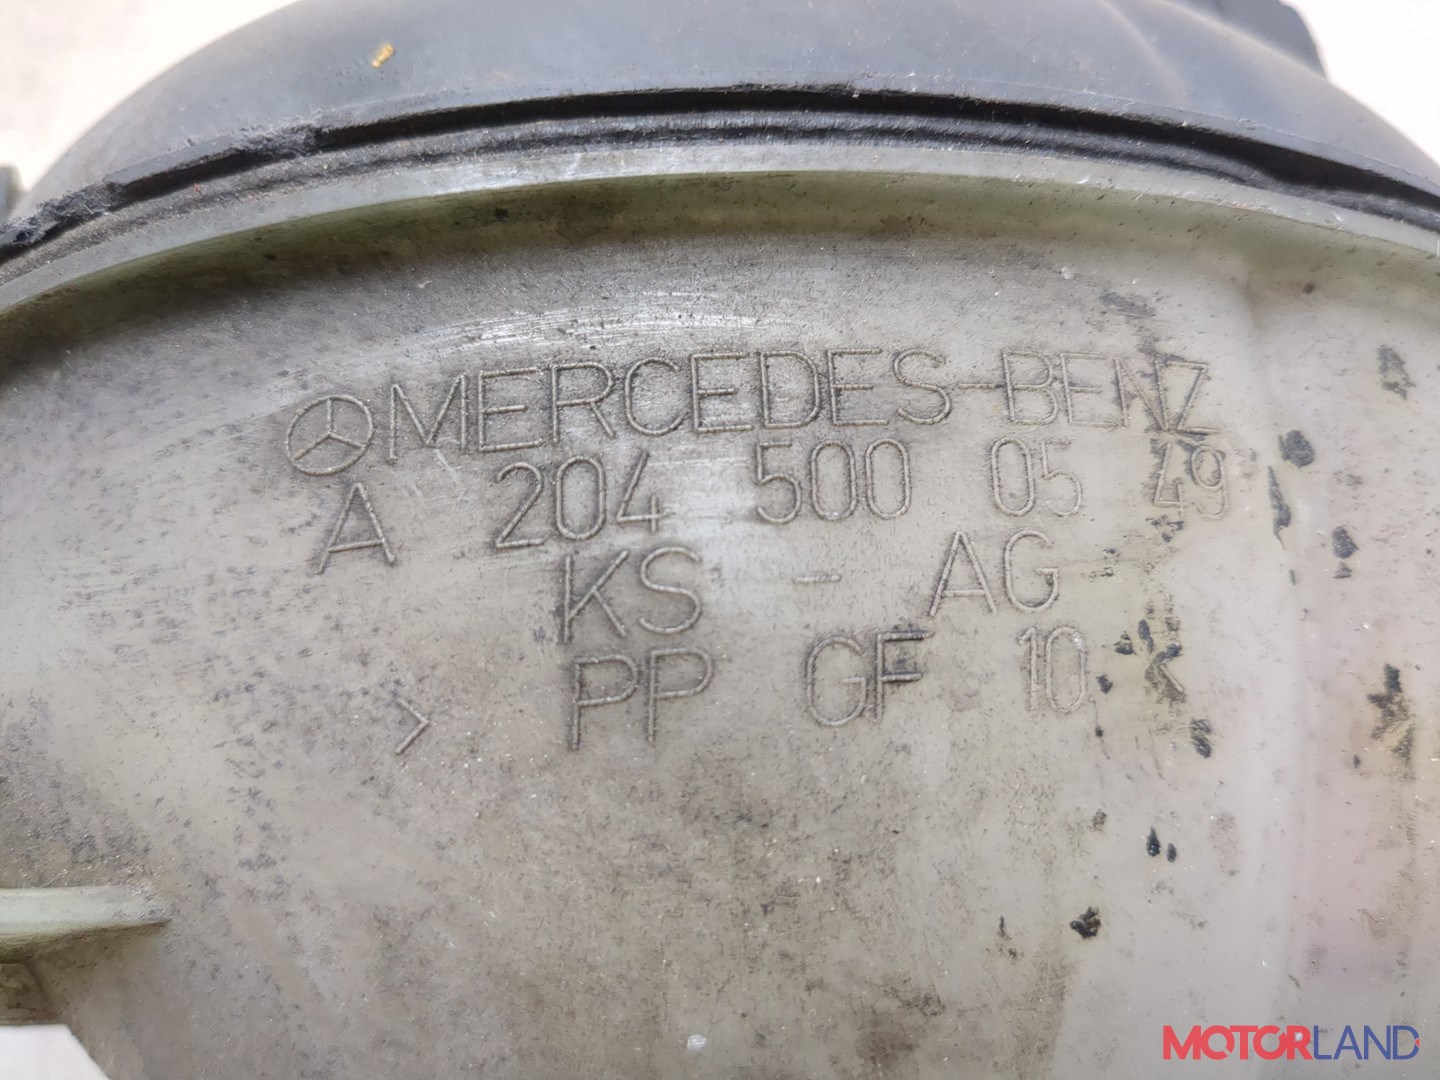 MERCEDES-BENZ
A 204 500 05 49
KS - AG
> PP GF 10 <
MOTORLAND